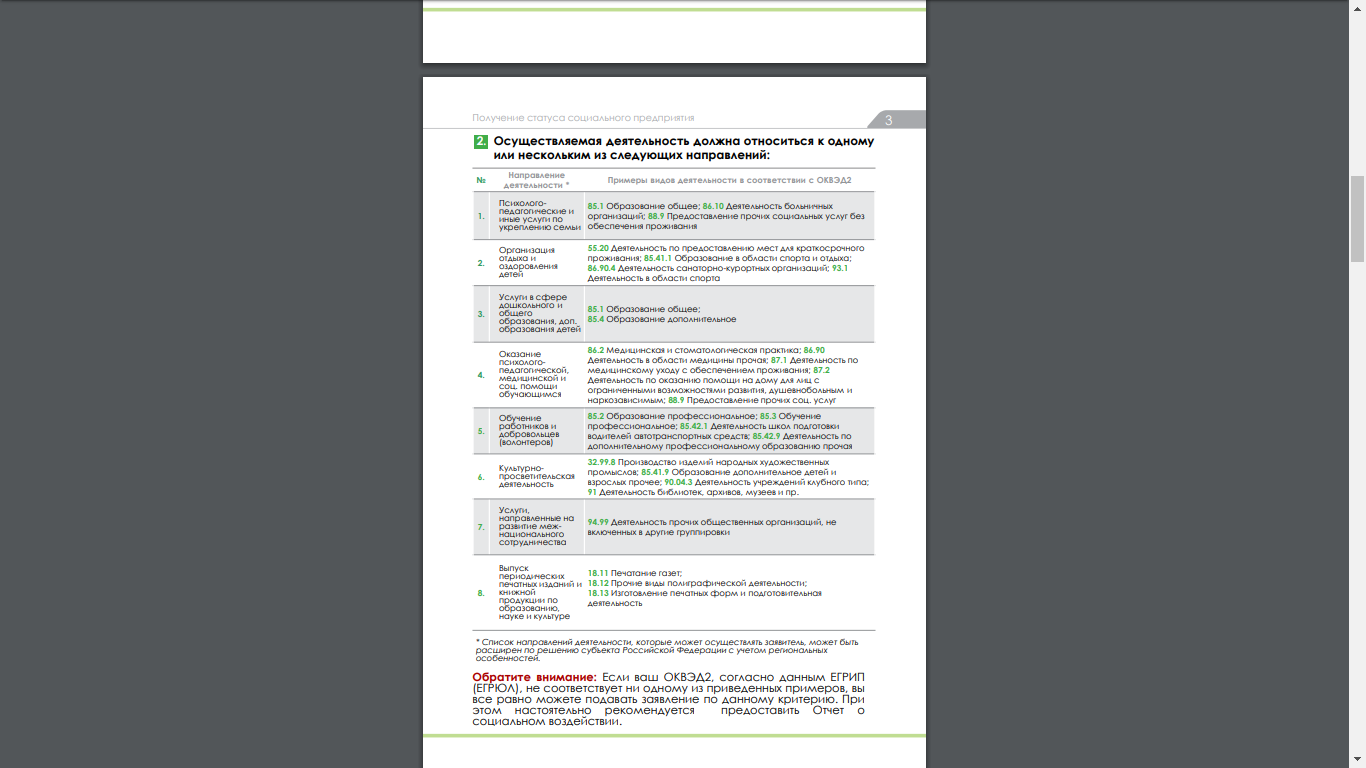 Получение статуса социального предприятия
3
2. Осуществляемая деятельность должна относиться к одному
или нескольким из следующих направлений:
№ Направление деятельности * Примеры видов деятельности в соответствии с ОКВЭД2
1.
Психолого-
педагогические и
иные услуги по
укреплению семьи
85.1 Образование общее; 86.10 Деятельность больничных
организаций; 88.9 Предоставление прочих социальных услуг без
обеспечения проживания
2.
Организация
отдыха и
оздоровления
детей
55.20 Деятельность по предоставлению мест для краткосрочного
проживания; 85.41.1 Образование в области спорта и отдыха;
86.90.4 Деятельность санаторно-курортных организаций; 93.1
Деятельность в области спорта
3.
Услуги в сфере
дошкольного и
общего
образования, доп.
образования детей
85.1 Образование общее;
85.4 Образование дополнительное
4.
Оказание
психолого-
педагогической,
медицинской и
соц. помощи
обучающимся
86.2 Медицинская и стоматологическая практика; 86.90
Деятельность в области медицины прочая; 87.1 Деятельность по
медицинскому уходу с обеспечением проживания; 87.2
Деятельность по оказанию помощи на дому для лиц с
ограниченными возможностями развития, душевнобольным и
наркозависимым; 88.9 Предоставление прочих соц. услуг
5.
Обучение
работников и
добровольцев
(волонтеров)
85.2 Образование профессиональное; 85.3 Обучение
профессиональное; 85.42.1 Деятельность школ подготовки
водителей автотранспортных средств; 85.42.9 Деятельность по
дополнительному профессиональному образованию прочая
6.
Культурно-
просветительская
деятельность
32.99.8 Производство изделий народных художественных
промыслов; 85.41.9 Образование дополнительное детей и
взрослых прочее; 90.04.3 Деятельность учреждений клубного типа;
91 Деятельность библиотек, архивов, музеев и пр.
7.
Услуги,
направленные на
развитие меж-
национального
сотрудничества
94.99 Деятельность прочих общественных организаций, не
включенных в другие группировки
8.
Выпуск
периодических
печатных изданий и
книжной
продукции по
образованию,
науке и культуре
18.11 Печатание газет;
18.12 Прочие виды полиграфической деятельности;
18.13 Изготовление печатных форм и подготовительная
деятельность
* Список направлений деятельности, которые может осуществлять заявитель, может быть
расширен по решению субъекта Российской Федерации с учетом региональных
особенностей.
Обратите внимание: Если ваш ОКВЭД2, согласно данным ЕГРИП
(ЕГРЮЛ), не соответствует ни одному из приведенных примеров, вы
все равно можете подавать заявление по данному критерию. При
этом настоятельно рекомендуется предоставить Отчет о
социальном воздействии.